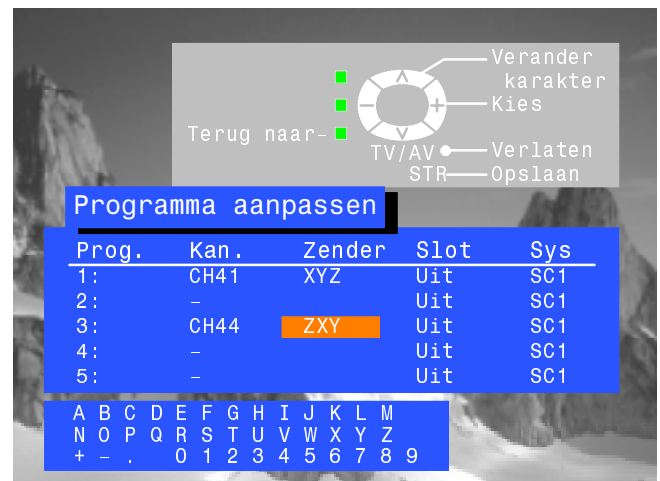 Verander
karakter
Kies
Terug naar-
TV/AV Verlaten
STR Opslaan
Programma aanpassen
Prog. Kan. Zender Slot Sys
1: CH41 XYZ Uit SC1
2: - Uit SC1
3: CH44 ZXY Uit SC1
4: - Uit SC1
5: - Uit SC1
A B C D E F G H I J K L M
N O P Q R S T U V W X Y Z
+ - . 0 1 2 3 4 5 6 7 8 9